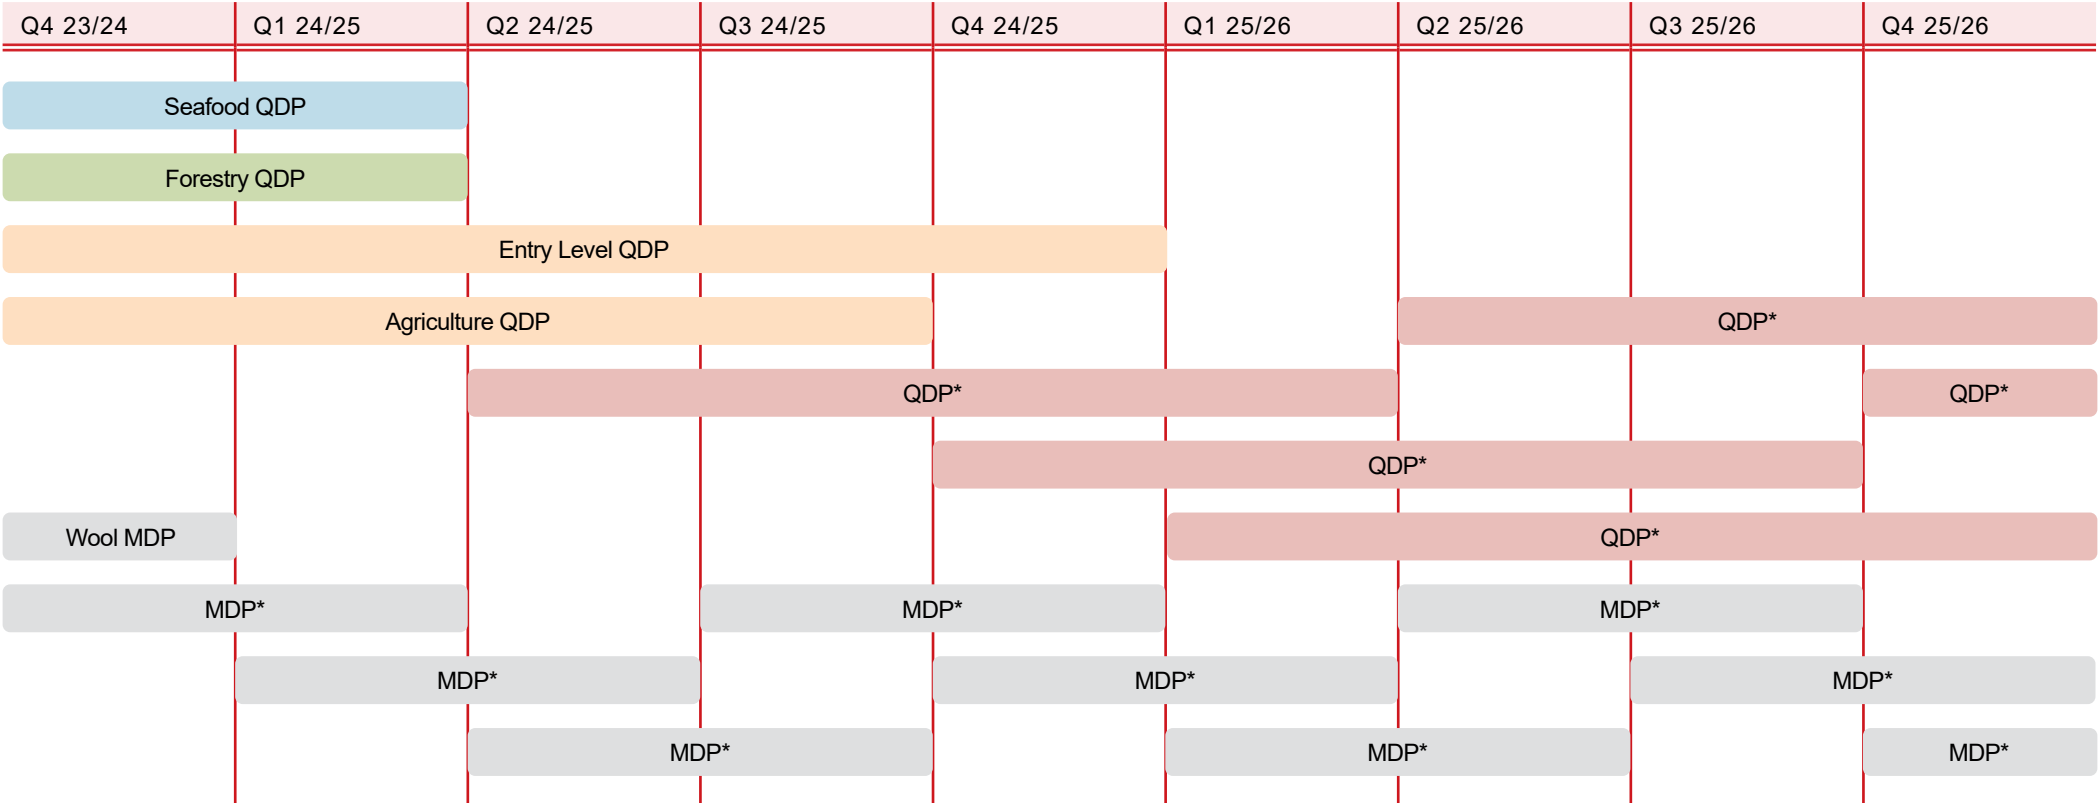 Q4 23/24
Q1 24/25
Q2 24/25
Q3 24/25
Q4 24/25
Q1 25/26
Q2 25/26
Q3 25/26
Q4 25/26
Seafood QDP
Forestry QDP
Entry Level QDP
Agriculture QDP
QDP*
QDP*
QDP*
QDP*
Wool MDP
QDP*
MDP*
MDP*
MDP*
MDP*
MDP*
MDP*
MDP*
MDP*
MDP*